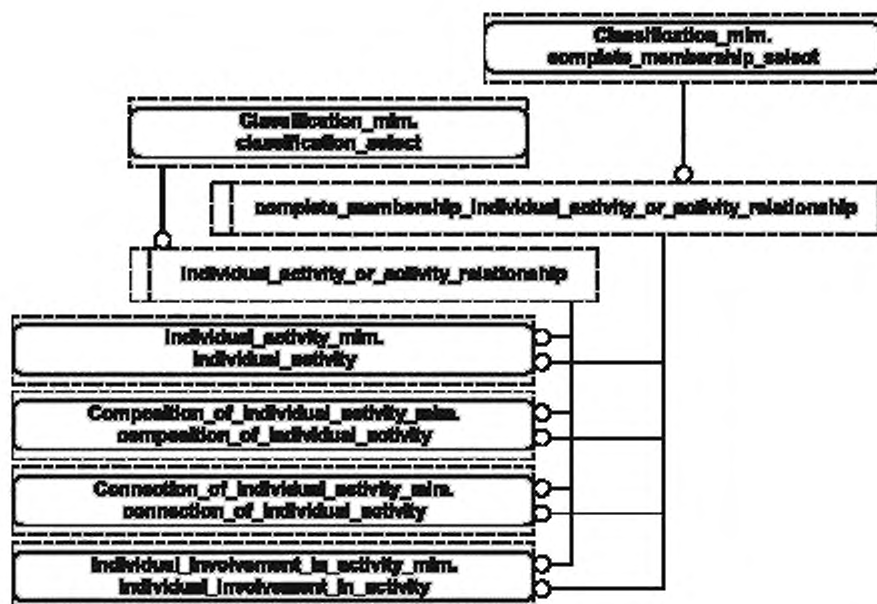 Classification_mim.
complete_membership_select
Classification_mim.
classification_select
complete_membership_individual_activity_or_activity_relationship
individual_activity_or_activity_relationship
Individual_activity_mim.
individual_activity
Composition_of_individual_activity_mim.
composition_of_individual_activity
Connection_of_individual_activity_mim.
connection_of_individual_activity
Individual_involvement_in_activity_mim.
individual_involvement_in_activity